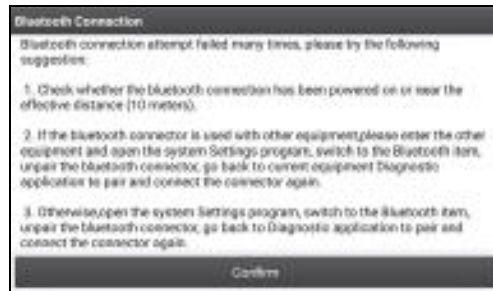 Bluetooth Connection
Bluetooth connection attempt failed many times, please try the following
suggestion:
1. Check whether the bluetooth connection has been powered on or near the
effective distance (10 meters).
2. If the bluetooth connector is used with other equipment,please enter the other
equipment and open the system Settings program, switch to the Bluetooth item,
unpair the bluetooth connector, go back to current equipment Diagnostic
application to pair and connect the connector again.
3. Otherwise,open the system Settings program, switch to the Bluetooth item,
unpair the bluetooth connector, go back to Diagnostic application to pair and
connect the connector again.
Confirm